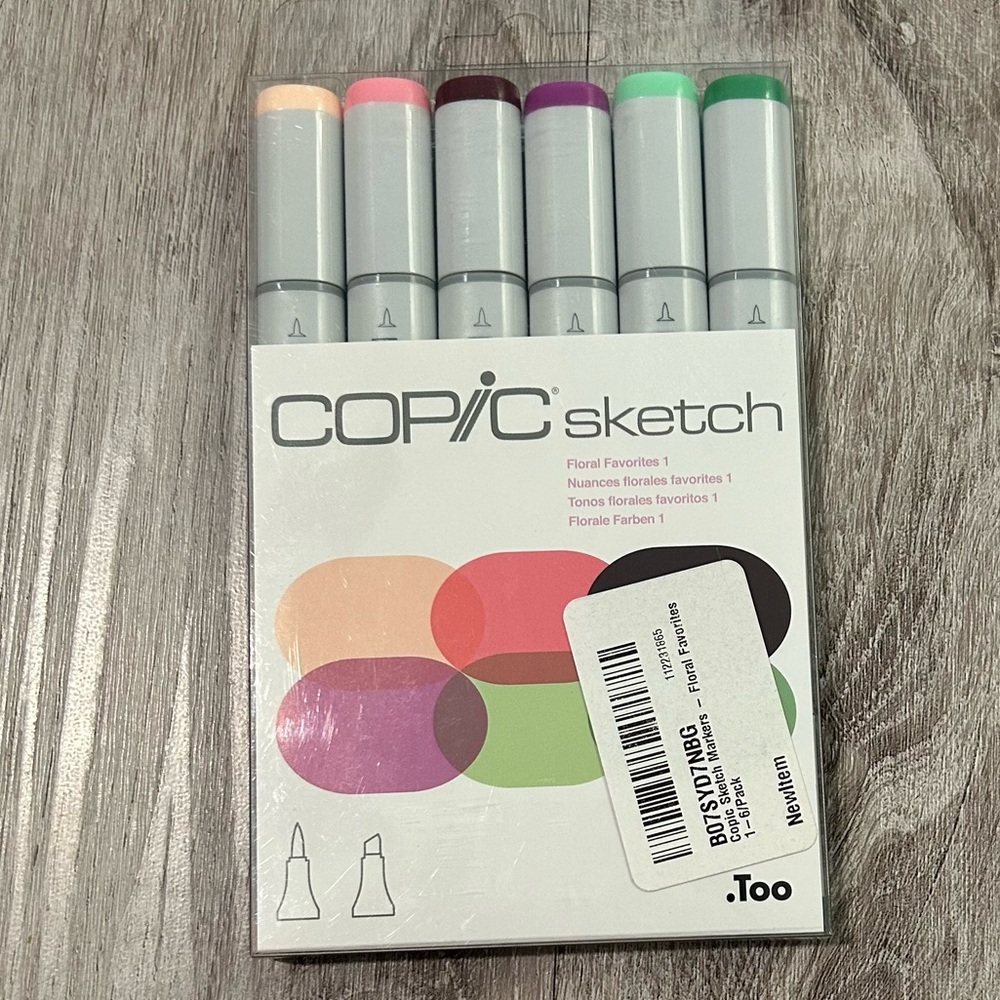 COPiC® sketch
Floral Favorites 1
Nuances florales favorites 1
Tonos florales favoritos 1
Florale Farben 1
112231865
B07SYD7NBG
Copic Sketch Markers – Floral Favorites
1-6/Pack
NewItem
.Too